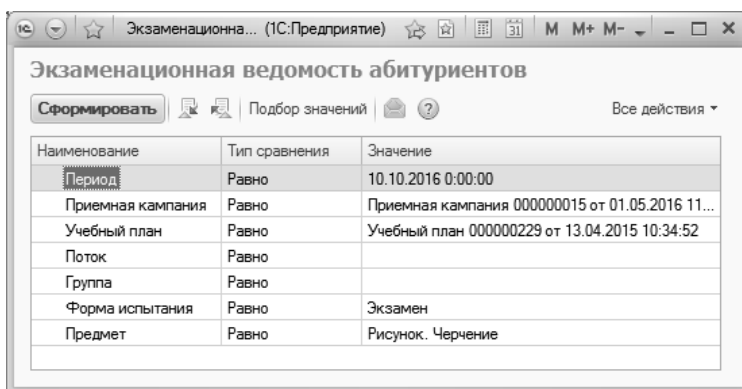 1С Экзаменационна... (1С:Предприятие) 31 M M+ M-
Экзаменационная ведомость абитуриентов
Сформировать Подбор значений ? Все действия
Наименование Тип сравнения Значение
Период Равно 10.10.2016 0:00:00
Приемная кампания Равно Приемная кампания 000000015 от 01.05.2016 11...
Учебный план Равно Учебный план 000000229 от 13.04.2015 10:34:52
Поток Равно
Группа Равно
Форма испытания Равно Экзамен
Предмет Равно Рисунок. Черчение